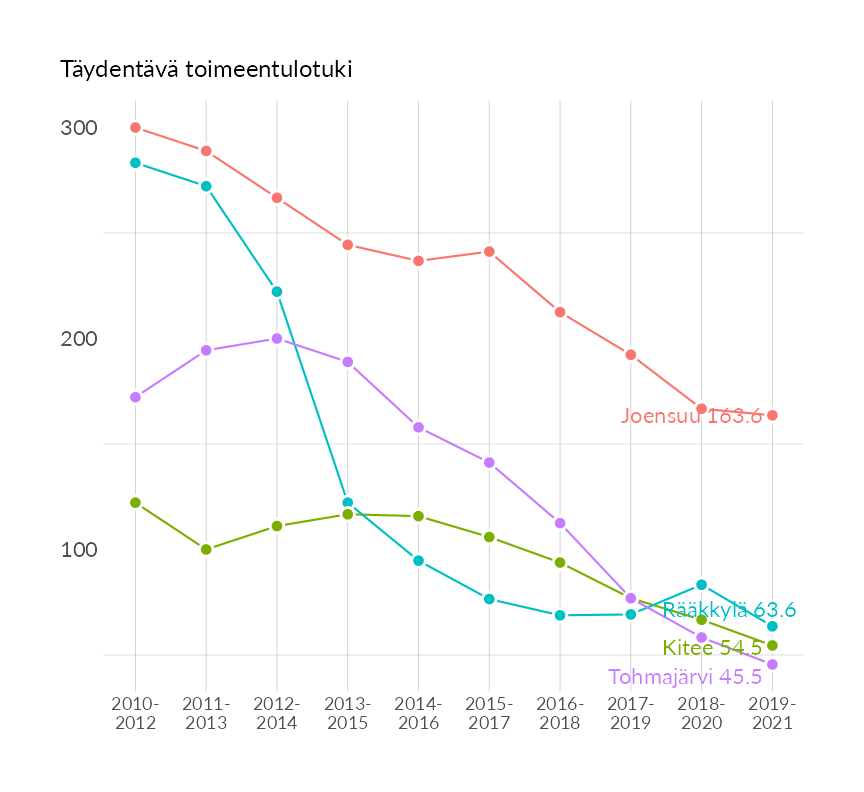 Täydentävä toimeentulotuki
300
200
100
Joensuu 163.6
Rääkkylä 63.6
Kitee 54.5
Tohmajärvi 45.5
2010- 2011- 2012- 2013- 2014- 2015- 2016- 2017- 2018- 2019-
2012 2013 2014 2015 2016 2017 2018 2019 2020 2021